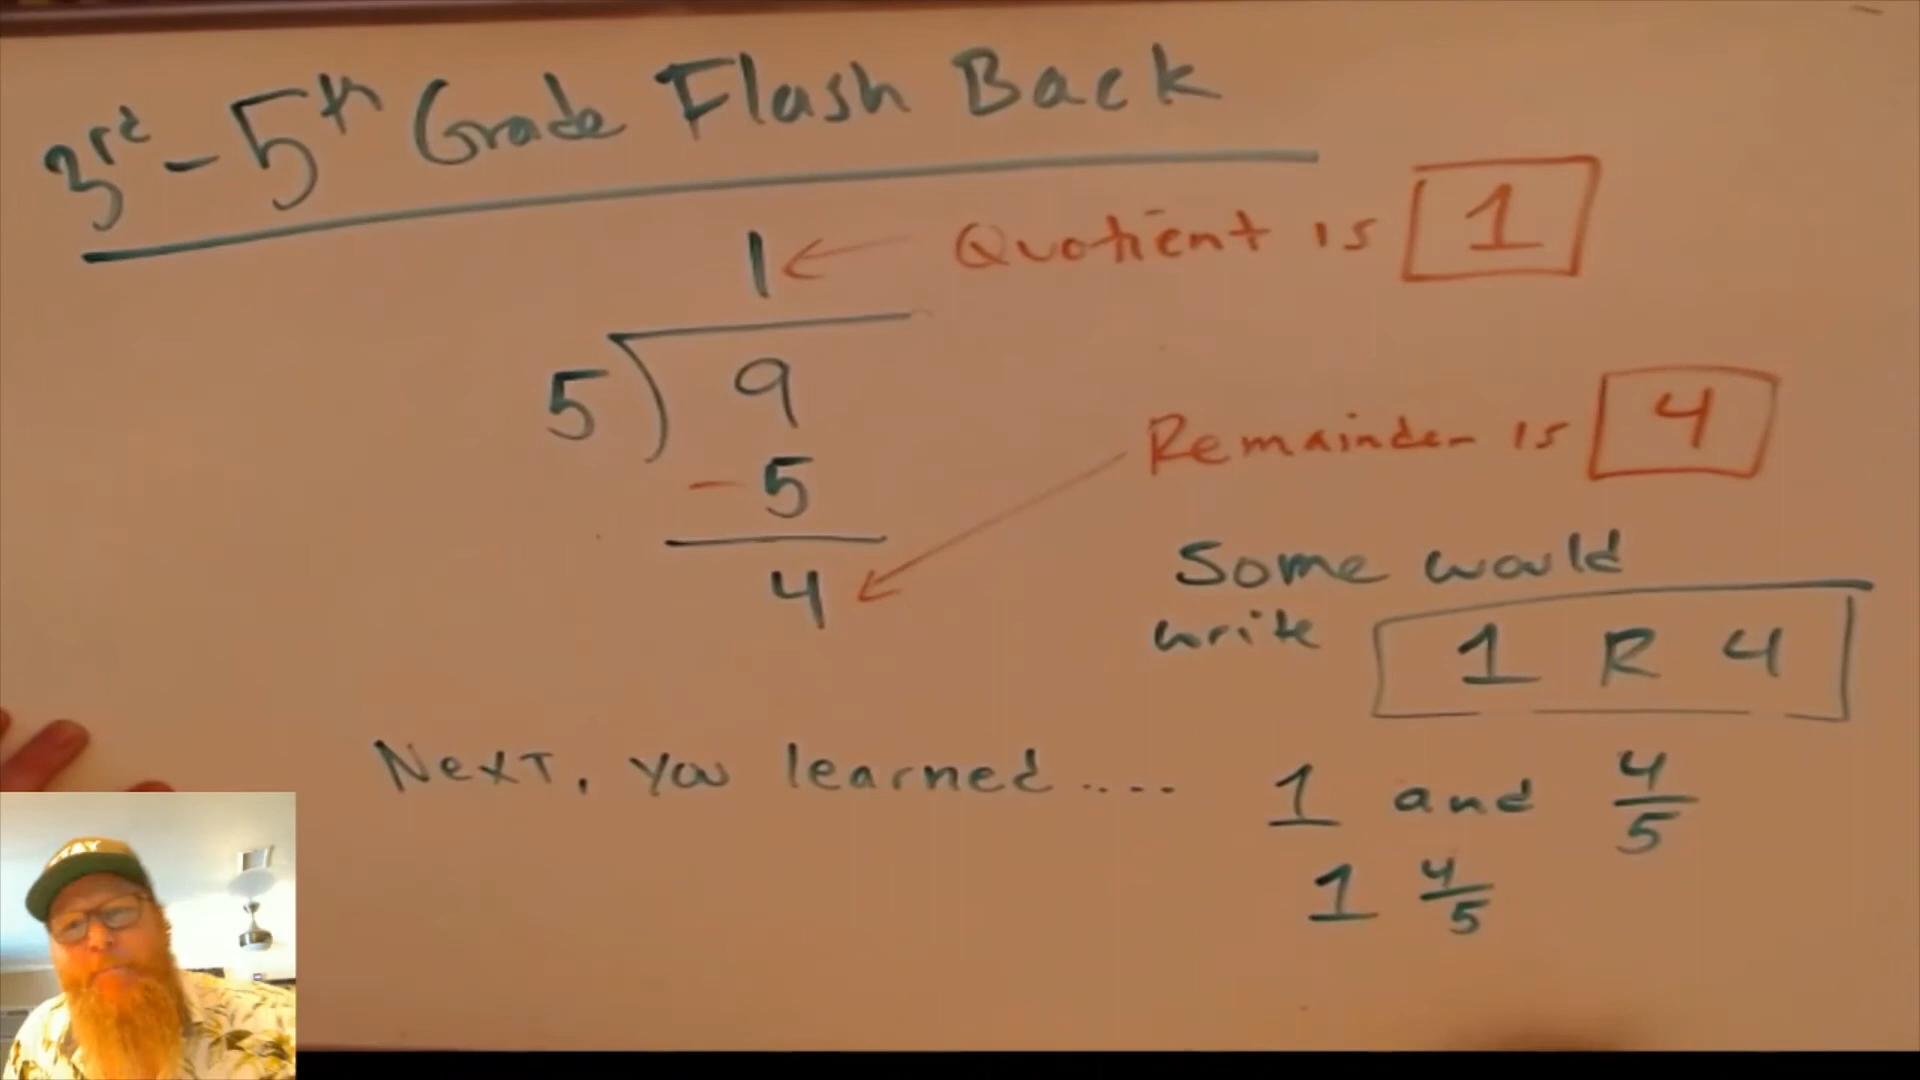 3rd - 5th Grade Flash Back
1 ← Quotient is 1
5 9
- 5
4
Remainder is 4
Some would
write 1 R 4
Next, you learned.... 1 and 4/5
1 4/5